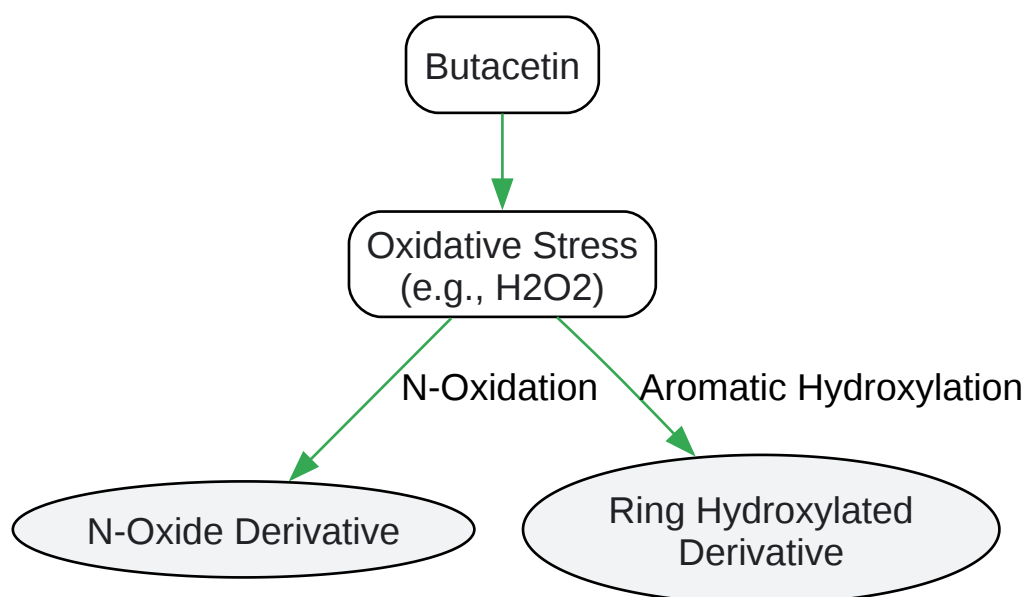 Butacetin
Oxidative Stress
(e.g., H2O2)
N-Oxidation
Aromatic Hydroxylation
N-Oxide Derivative
Ring Hydroxylated
Derivative